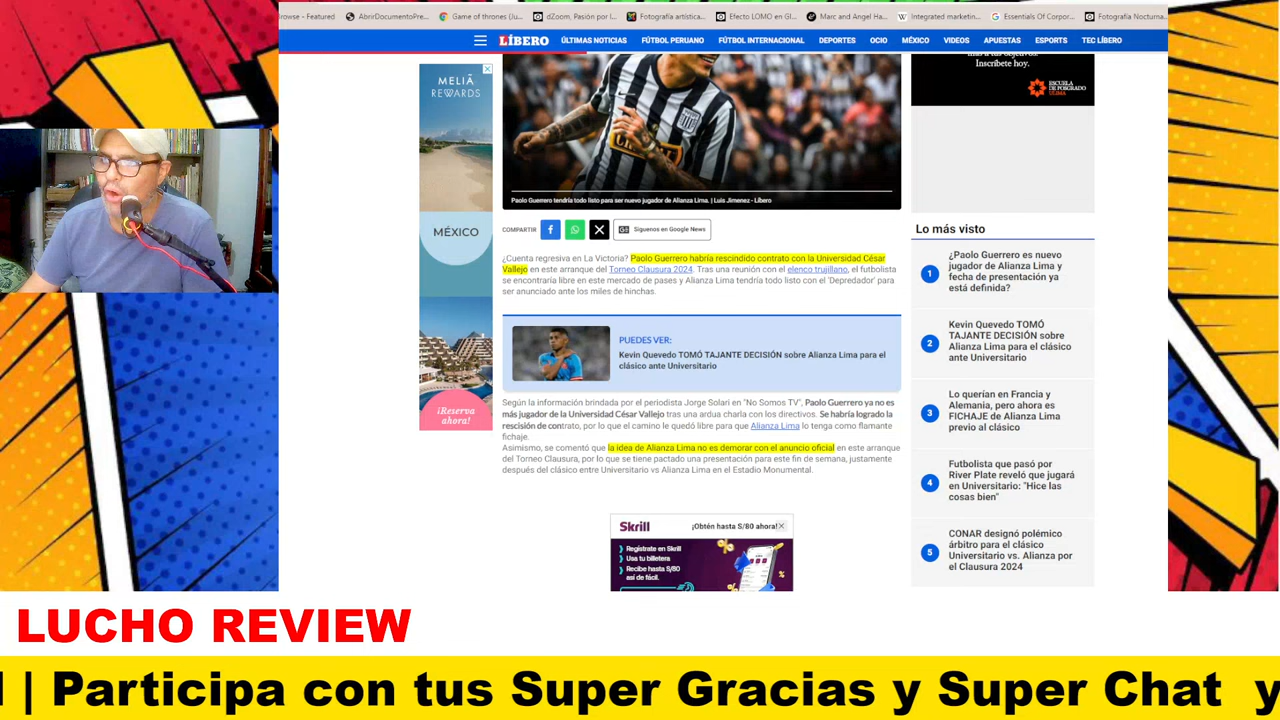 rowse - Featured
AbrirDocumentoPre...
Game of thrones (Ju...
dZoom, Pasión por l...
Fotografía artística...
Efecto LOMO en GI...
Marc and Angel Ha...
Integrated marketin...
Essentials Of Corpor...
Fotografía Nocturna...
LÍBERO
ÚLTIMAS NOTICIAS
FÚTBOL PERUANO
FÚTBOL INTERNACIONAL
DEPORTES
OCIO
MÉXICO
VIDEOS
APUESTAS
ESPORTS
TEC LÍBERO
MELIÃ
REWARDS
MÉXICO
¡Reserva
ahora!
Paolo Guerrero tendría todo listo para ser nuevo jugador de Alianza Lima. | Luis Jimenez - Líbero
COMPARTIR
Síguenos en Google News
¿Cuenta regresiva en La Victoria? Paolo Guerrero habría rescindido contrato con la Universidad César
Vallejo en este arranque del Torneo Clausura 2024. Tras una reunión con el elenco trujillano, el futbolista
se encontraría libre en este mercado de pases y Alianza Lima tendría todo listo con el 'Depredador' para
ser anunciado ante los miles de hinchas.
PUEDES VER:
Kevin Quevedo TOMÓ TAJANTE DECISIÓN sobre Alianza Lima para el
clásico ante Universitario
Según la información brindada por el periodista Jorge Solari en "No Somos TV", Paolo Guerrero ya no es
más jugador de la Universidad César Vallejo tras una ardua charla con los directivos. Se habría logrado la
rescisión de contrato, por lo que el camino le quedó libre para que Alianza Lima lo tenga como flamante
fichaje.
Asimismo, se comentó que la idea de Alianza Lima no es demorar con el anuncio oficial en este arranque
del Torneo Clausura, por lo que se tiene pactado una presentación para este fin de semana, justamente
después del clásico entre Universitario vs Alianza Lima en el Estadio Monumental.
Skrill
¡Obtén hasta S/80 ahora!
Regístrate en Skrill
Usa tu billetera
Recibe hasta S/80
así de fácil.
Inscríbete hoy.
ESCUELA
DE POSGRADO
Lo más visto
1
¿Paolo Guerrero es nuevo
jugador de Alianza Lima y
fecha de presentación ya
está definida?
2
Kevin Quevedo TOMÓ
TAJANTE DECISIÓN sobre
Alianza Lima para el clásico
ante Universitario
3
Lo querían en Francia y
Alemania, pero ahora es
FICHAJE de Alianza Lima
previo al clásico
4
Futbolista que pasó por
River Plate reveló que jugará
en Universitario: "Hice las
cosas bien"
5
CONAR designó polémico
árbitro para el clásico
Universitario vs. Alianza por
el Clausura 2024
LUCHO REVIEW
| Participa con tus Super Gracias y Super Chat y